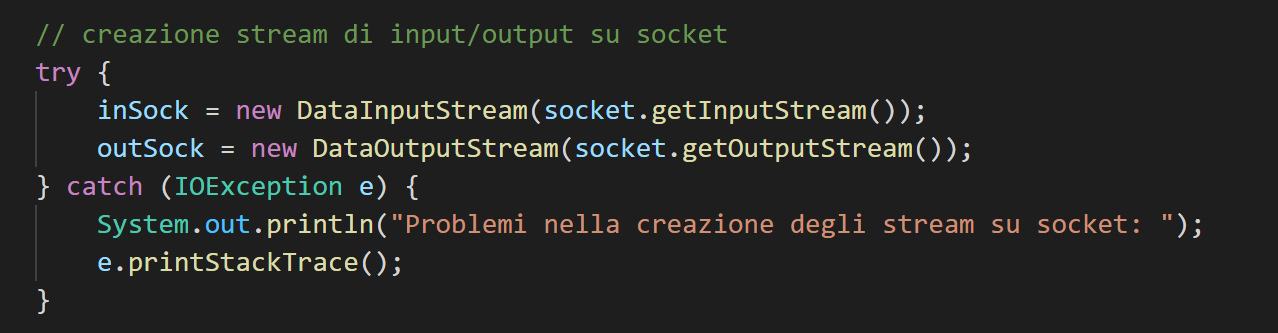 // creazione stream di input/output su socket
try {
    inSock = new DataInputStream(socket.getInputStream());
    outSock = new DataOutputStream(socket.getOutputStream());
} catch (IOException e) {
    System.out.println("Problemi nella creazione degli stream su socket: ");
    e.printStackTrace();
}